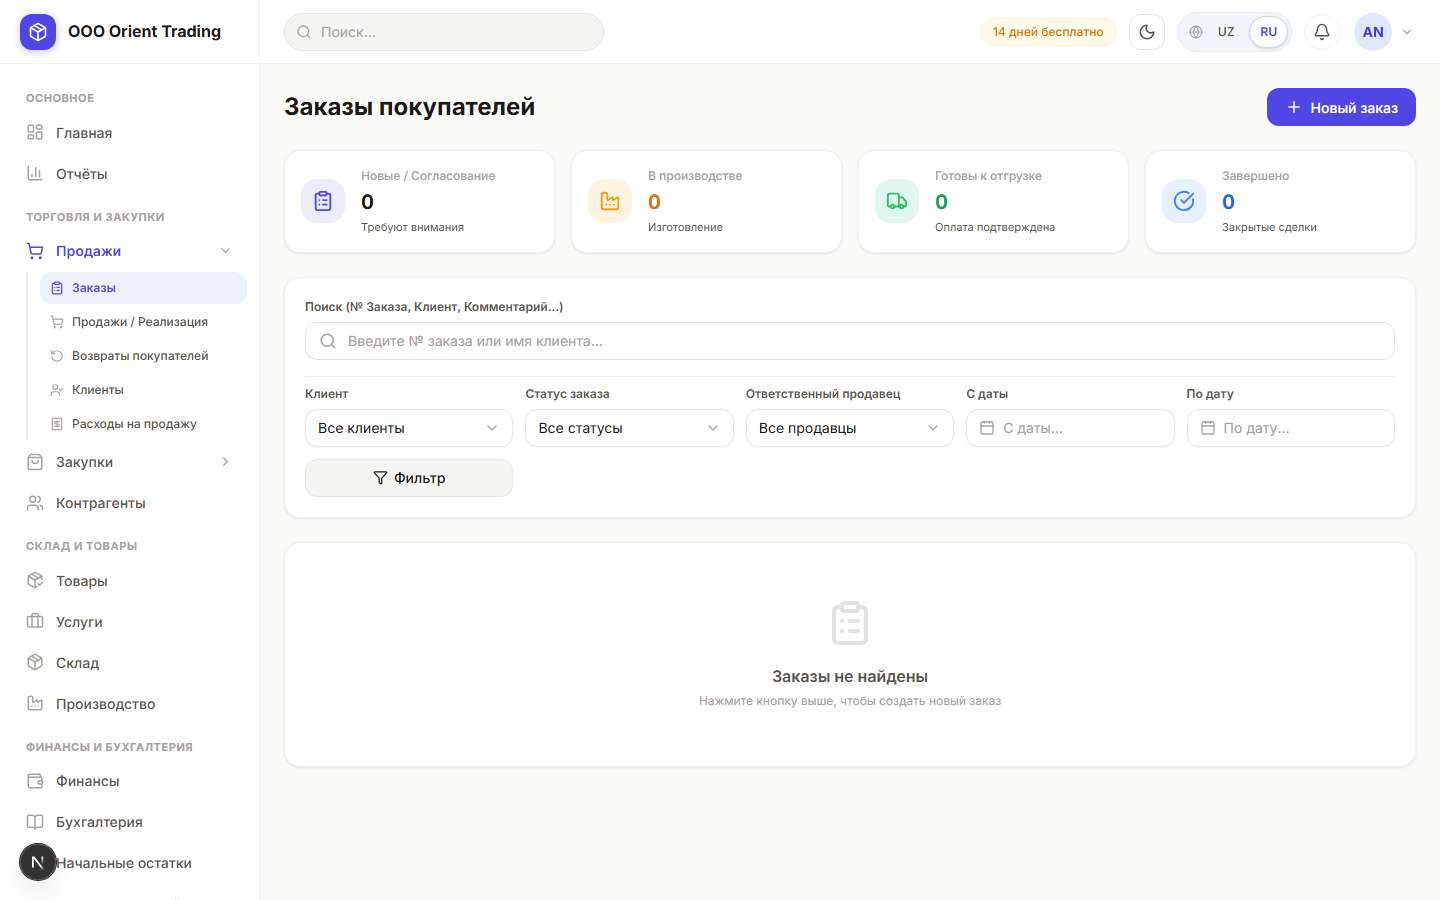 ООО Orient Trading
Поиск...
14 дней бесплатно
UZ
RU
AN
ОСНОВНОЕ
Главная
Отчёты
ТОРГОВЛЯ И ЗАКУПКИ
Продажи
Заказы
Продажи / Реализация
Возвраты покупателей
Клиенты
Расходы на продажу
Закупки
Контрагенты
СКЛАД И ТОВАРЫ
Товары
Услуги
Склад
Производство
ФИНАНСЫ И БУХГАЛТЕРИЯ
Финансы
Бухгалтерия
N
Начальные остатки
Заказы покупателей
Новый заказ
Новые / Согласование
0
Требуют внимания
В производстве
0
Изготовление
Готовы к отгрузке
0
Оплата подтверждена
Завершено
0
Закрытые сделки
Поиск (№ Заказа, Клиент, Комментарий...)
Введите № заказа или имя клиента...
Клиент
Статус заказа
Ответственный продавец
С даты
По дату
Все клиенты
Все статусы
Все продавцы
С даты...
По дату...
Фильтр
Заказы не найдены
Нажмите кнопку выше, чтобы создать новый заказ